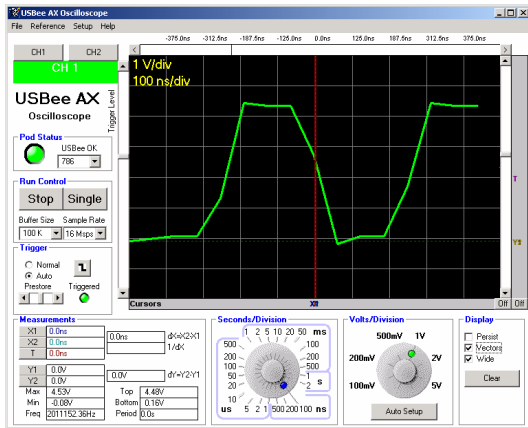 USBee AX Oscilloscope
File Reference Setup Help
-375.0ns -312.5ns -187.5ns -125.0ns 0.0ns 125.0ns 187.5ns 312.5ns 375.0ns
CH1 CH2
CH 1
1 V/div
100 ns/div
Trigger Level
USBee AX
Oscilloscope
Pod Status
USBee OK
786
Run Control
Stop Single
Buffer Size Sample Rate
100 K 16 Msps
Trigger
Normal
Auto
Prestore Triggered
T
Cursors
Off Off
Measurements
X1 0.0ns 0.0ns dX=X2-X1
X2 0.0ns 1/dX
T 0.0ns
Y1 0.0V 0.0V dY=Y2-Y1
Y2 0.0V
Max 4.53V Top 4.48V
Min -0.08V Bottom 0.16V
Freq 2011152.36Hz Period 0.0s
Seconds/Division
1 2 5 10 20 50 ms
500 100
200 200
100 500
50 1
20 2 s
10
us 5 2 1 500 200 100 ns
Volts/Division
500mV 1V
200mV 2V
100mV 5V
Auto Setup
Display
Persist
Vectors
Wide
Clear